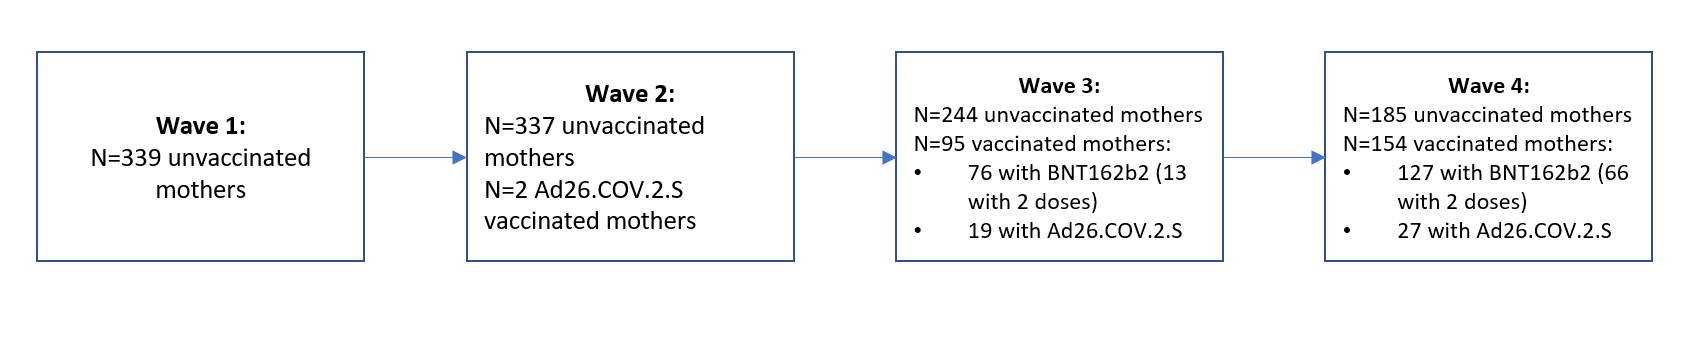 Wave 1:
N=339 unvaccinated
mothers
Wave 2:
N=337 unvaccinated
mothers
N=2 Ad26.COV.2.S
vaccinated mothers
Wave 3:
N=244 unvaccinated mothers
N=95 vaccinated mothers:
• 76 with BNT162b2 (13
with 2 doses)
• 19 with Ad26.COV.2.S
Wave 4:
N=185 unvaccinated mothers
N=154 vaccinated mothers:
• 127 with BNT162b2 (66
with 2 doses)
• 27 with Ad26.COV.2.S